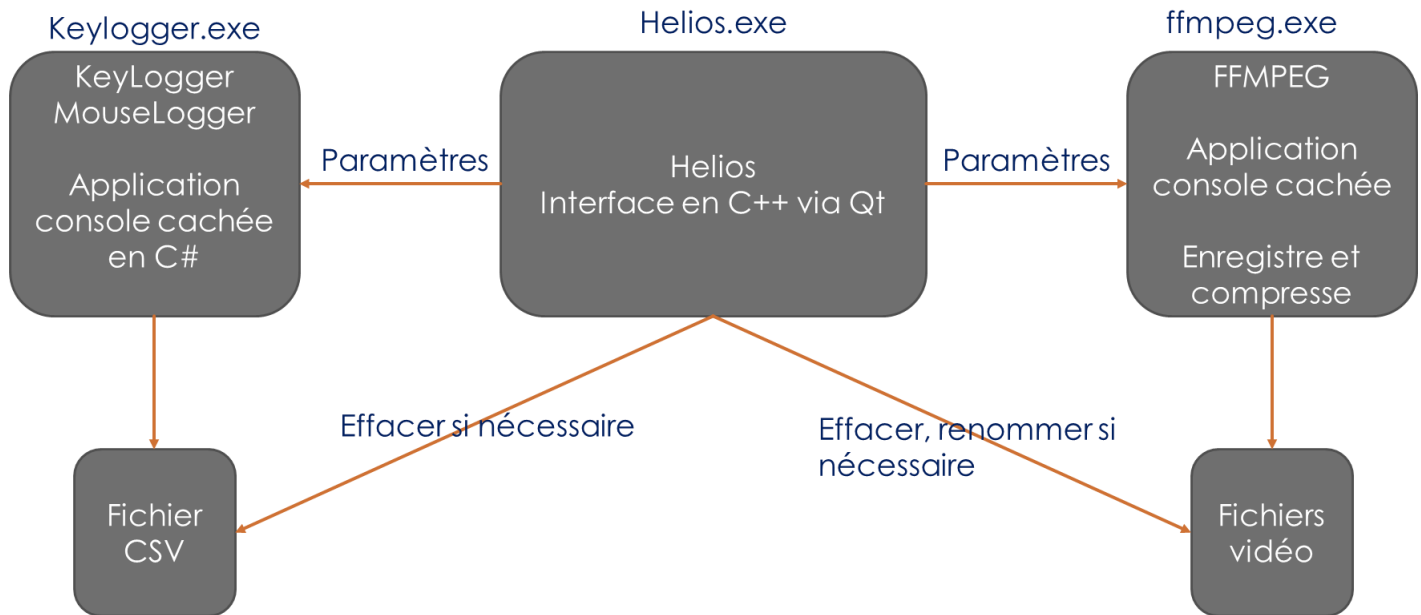 Keylogger.exe
Helios.exe
ffmpeg.exe
KeyLogger
MouseLogger
Application
console cachée
en C#
Paramètres
Helios
Interface en C++ via Qt
Paramètres
FFMPEG
Application
console cachée
Enregistre et
compresse
Effacer si nécessaire
Effacer, renommer si
nécessaire
Fichier
CSV
Fichiers
vidéo